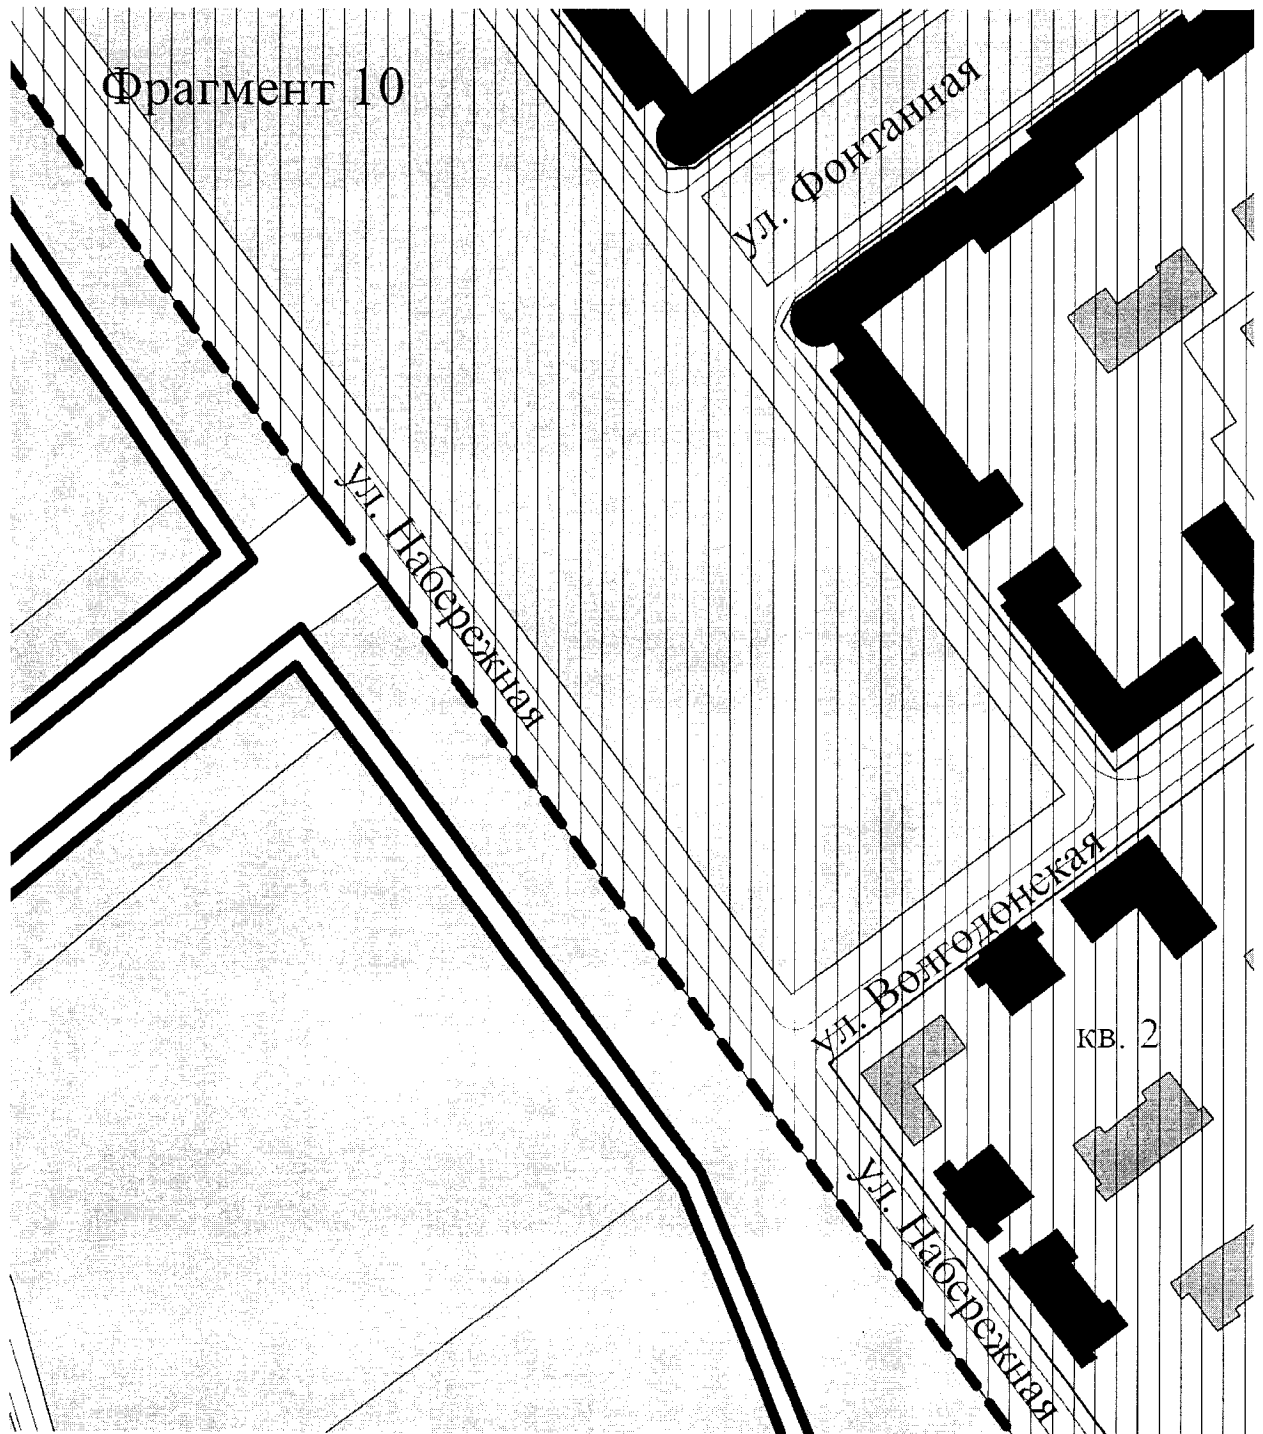 Фрагмент 10
ул. Фонтанная
ул. Набережная
ул. Волгодонская
кв. 2
ул. Набережная